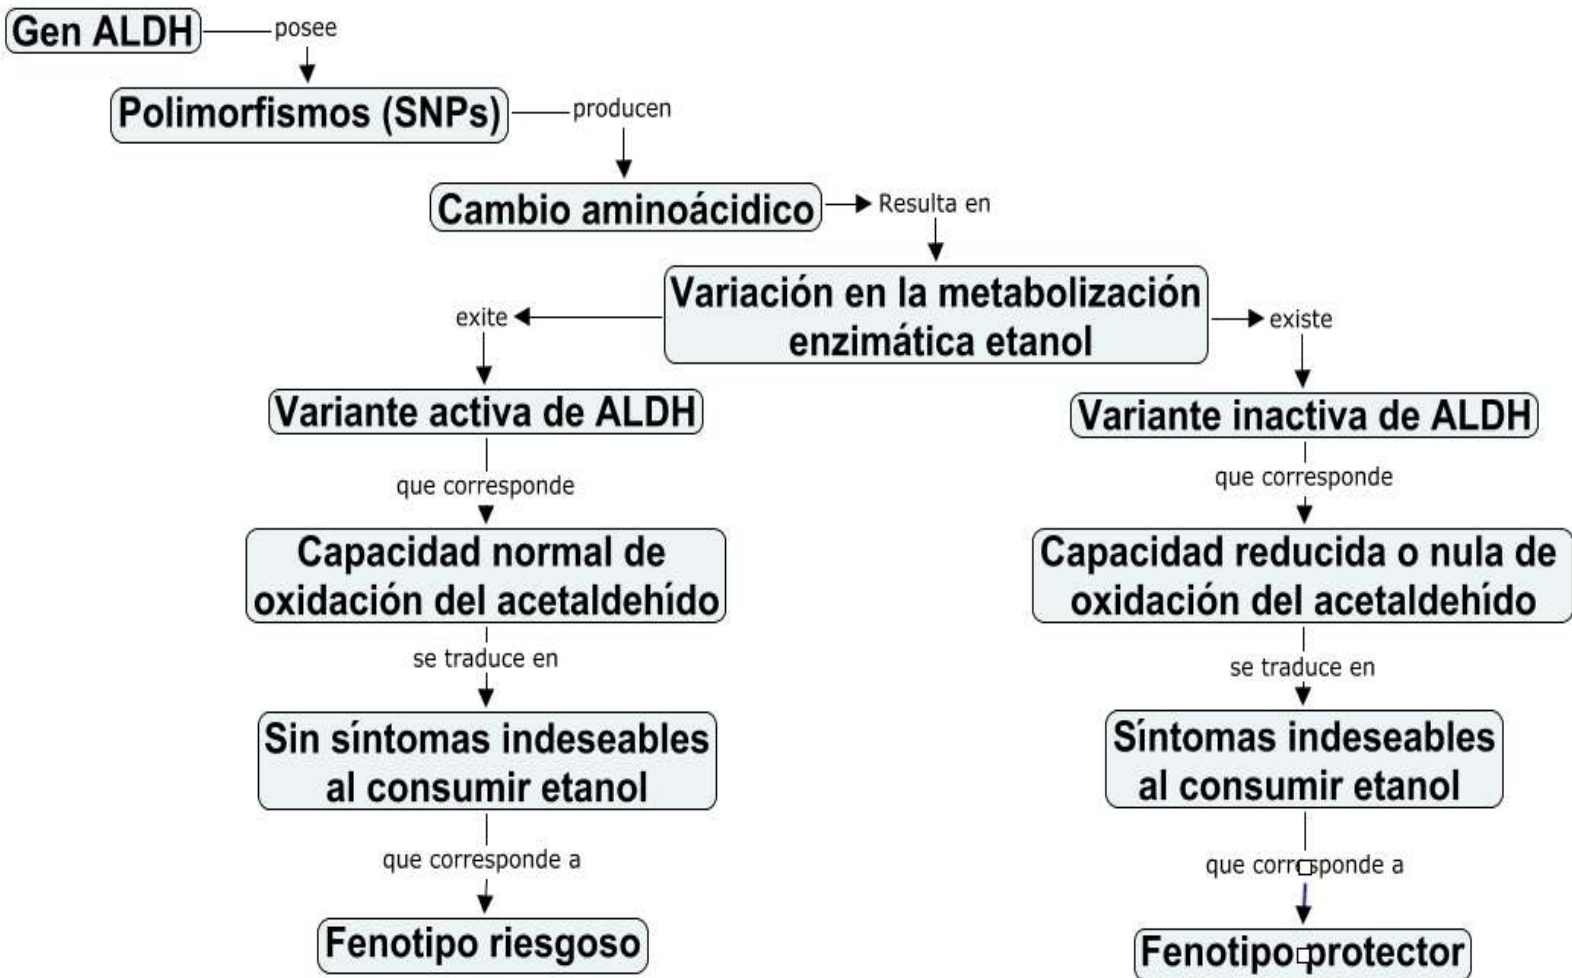 Gen ALDH
posee
Polimorfismos (SNPs)
producen
Cambio aminoácidico
Resulta en
Variación en la metabolización
enzimática etanol
exite
existe
Variante activa de ALDH
Variante inactiva de ALDH
que corresponde
que corresponde
Capacidad normal de
oxidación del acetaldehído
Capacidad reducida o nula de
oxidación del acetaldehído
se traduce en
se traduce en
Sin síntomas indeseables
al consumir etanol
Síntomas indeseables
al consumir etanol
que corresponde a
que corresponde a
Fenotipo riesgoso
Fenotipo protector